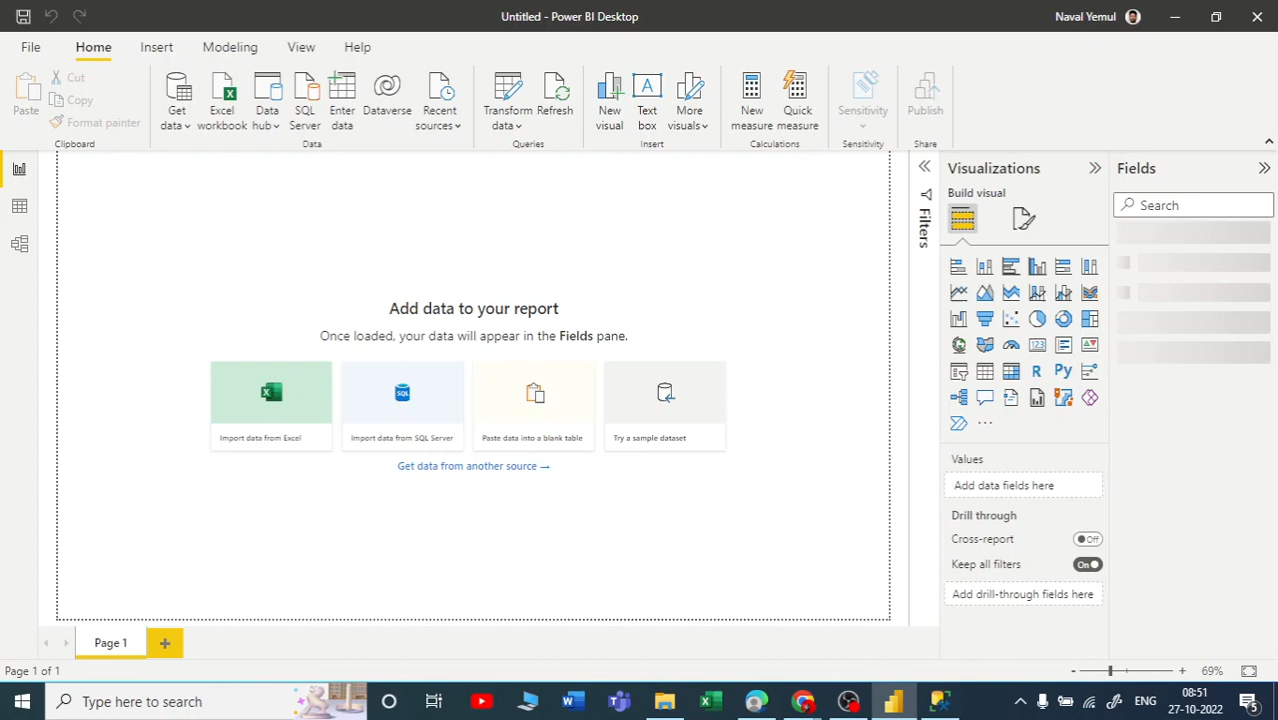 Untitled - Power BI Desktop
Naval Yemul
File
Home
Insert
Modeling
View
Help
Paste
Cut
Copy
Format painter
Get data
Excel workbook
Data hub
SQL Server
Enter data
Dataverse
Recent sources
Transform data
Refresh
New visual
A
Text box
More visuals
New measure
Quick measure
Sensitivity
Publish
Clipboard
Data
Queries
Insert
Calculations
Sensitivity
Share
Filters
Visualizations
Build visual
Fields
Search
Add data to your report
Once loaded, your data will appear in the Fields pane.
SQL
Import data from Excel
Import data from SQL Server
Paste data into a blank table
Try a sample dataset
Get data from another source →
123
R
Py
Values
Add data fields here
Drill through
Cross-report
Off
Keep all filters
On
Add drill-through fields here
Page 1
Page 1 of 1
- + 69%
Type here to search
ENG
08:51
27-10-2022
5